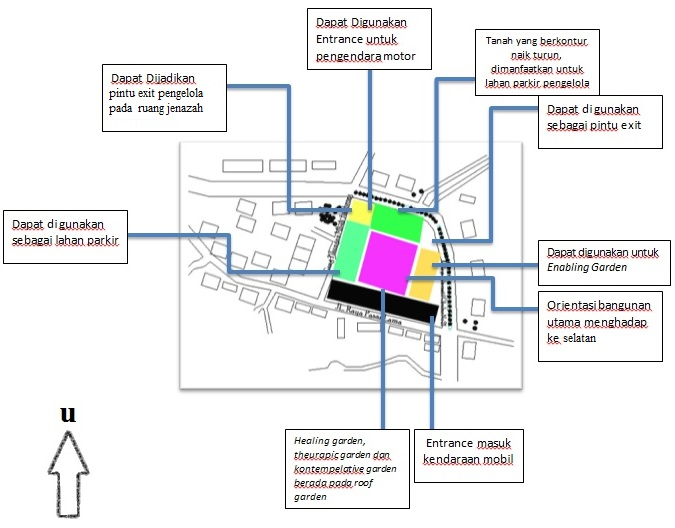 Dapat Digunakan
Entrance untuk
pengendara motor
Tanah yang berkontur
naik turun,
dimanfaatkan untuk
lahan parkir pengelola
Dapat Dijadikan
pintu exit pengelola
pada ruang jenazah
Dapat digunakan
sebagai pintu exit
Dapat digunakan
sebagai lahan parkir
Dapat digunakan untuk
Enabling Garden
Orientasi bangunan
utama menghadap
ke selatan
Jl. Raya
u
Healing garden,
theurapic garden dan
kontempelative garden
berada pada roof
garden
Entrance masuk
kendaraan mobil